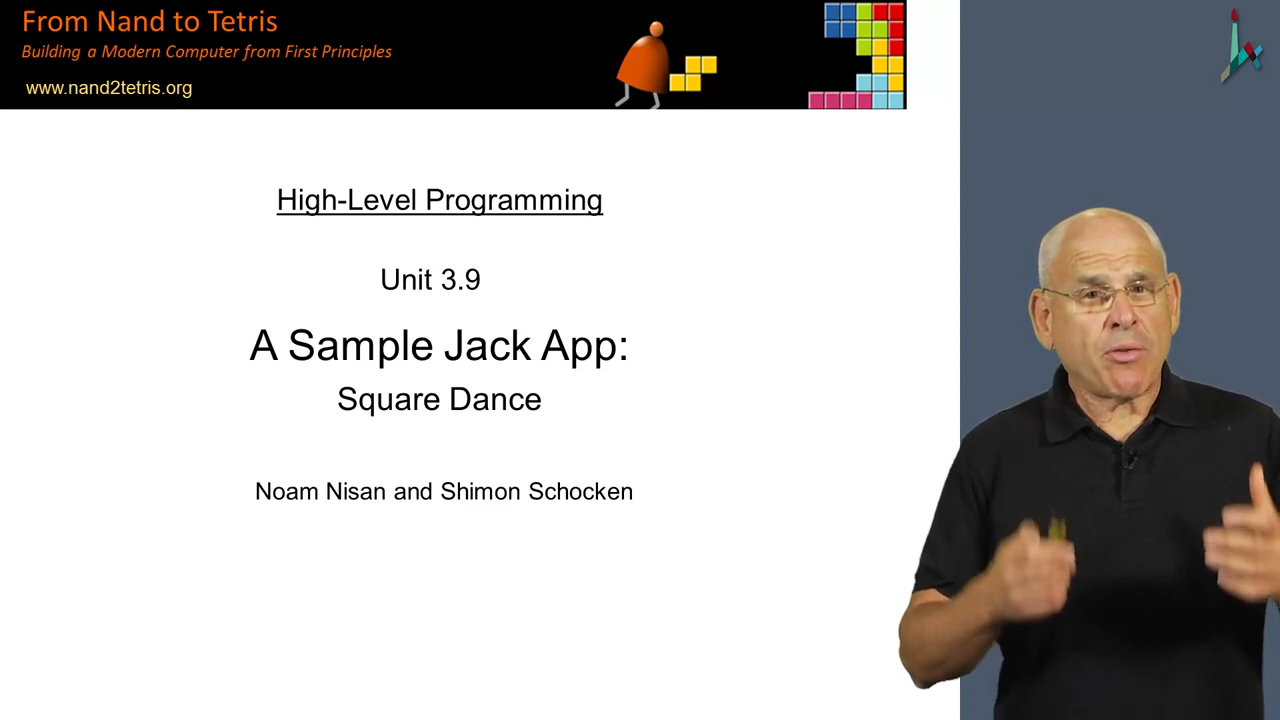 From Nand to Tetris
Building a Modern Computer from First Principles
www.nand2tetris.org
High-Level Programming
Unit 3.9
A Sample Jack App:
Square Dance
Noam Nisan and Shimon Schocken